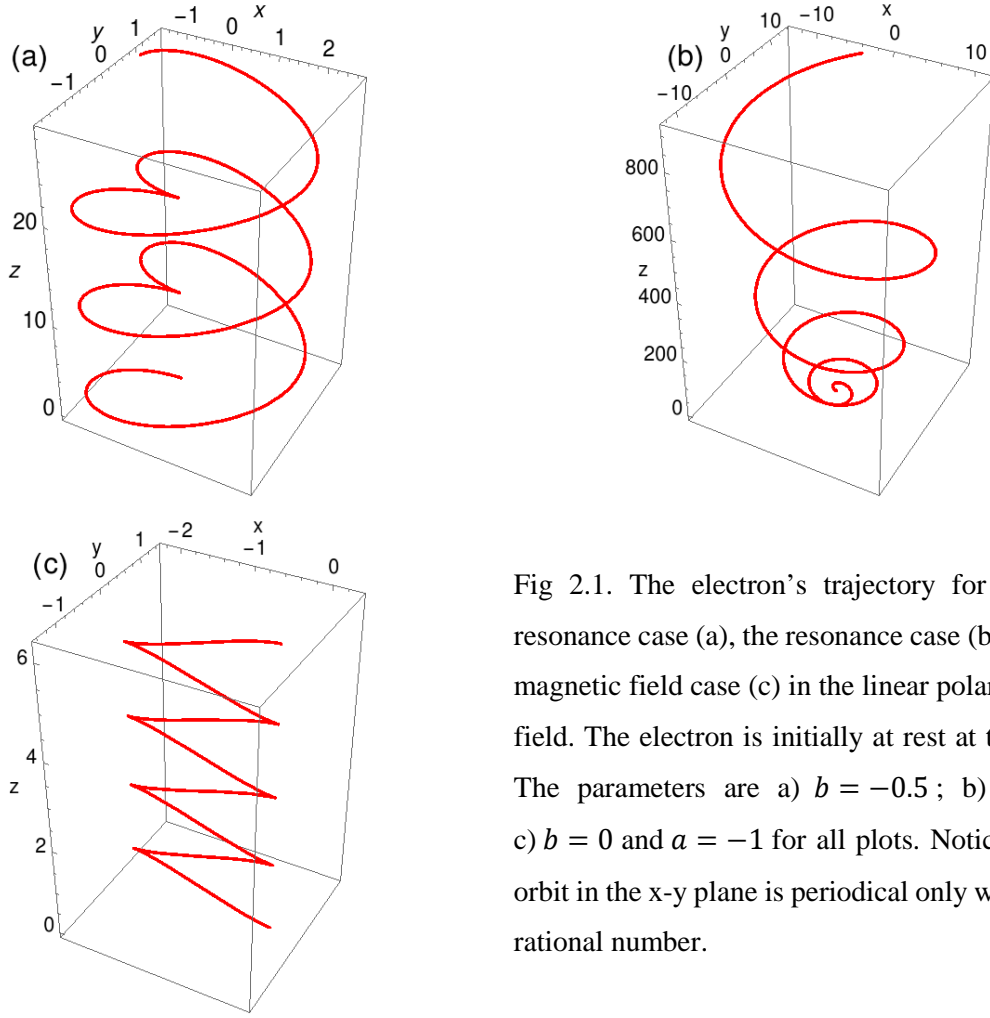 (a)
y
1
0
−1
−1
0
x
1
2
20
z
10
0
(b)
y
10
0
−10
−10
x
0
10
800
600
z
400
200
0
(c)
y
1
0
−1
−2
x
−1
0
6
4
z
2
0
Fig 2.1. The electron’s trajectory for
resonance case (a), the resonance case (b
magnetic field case (c) in the linear polar
field. The electron is initially at rest at t
The parameters are a) b = −0.5 ; b)
c) b = 0 and a = −1 for all plots. Notic
orbit in the x-y plane is periodical only w
rational number.